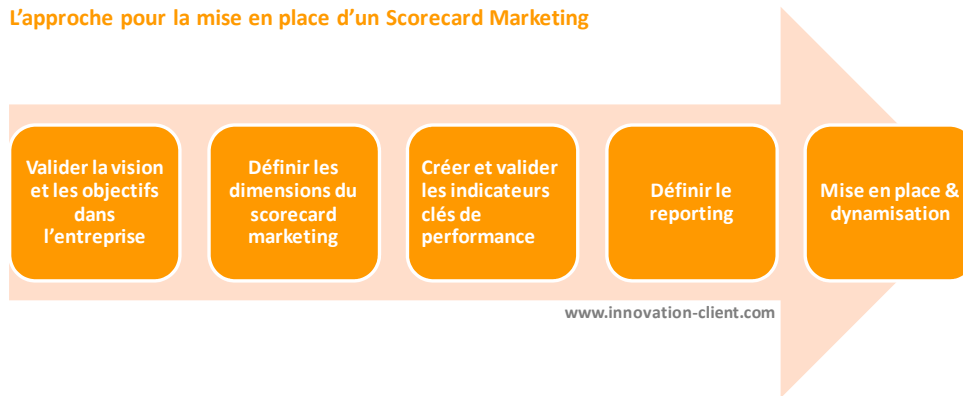 L’approche pour la mise en place d’un Scorecard Marketing
Valider la vision
et les objectifs
dans
l’entreprise
Définir les
dimensions du
scorecard
marketing
Créer et valider
les indicateurs
clés de
performance
Définir le
reporting
Mise en place &
dynamisation
www.innovation-client.com